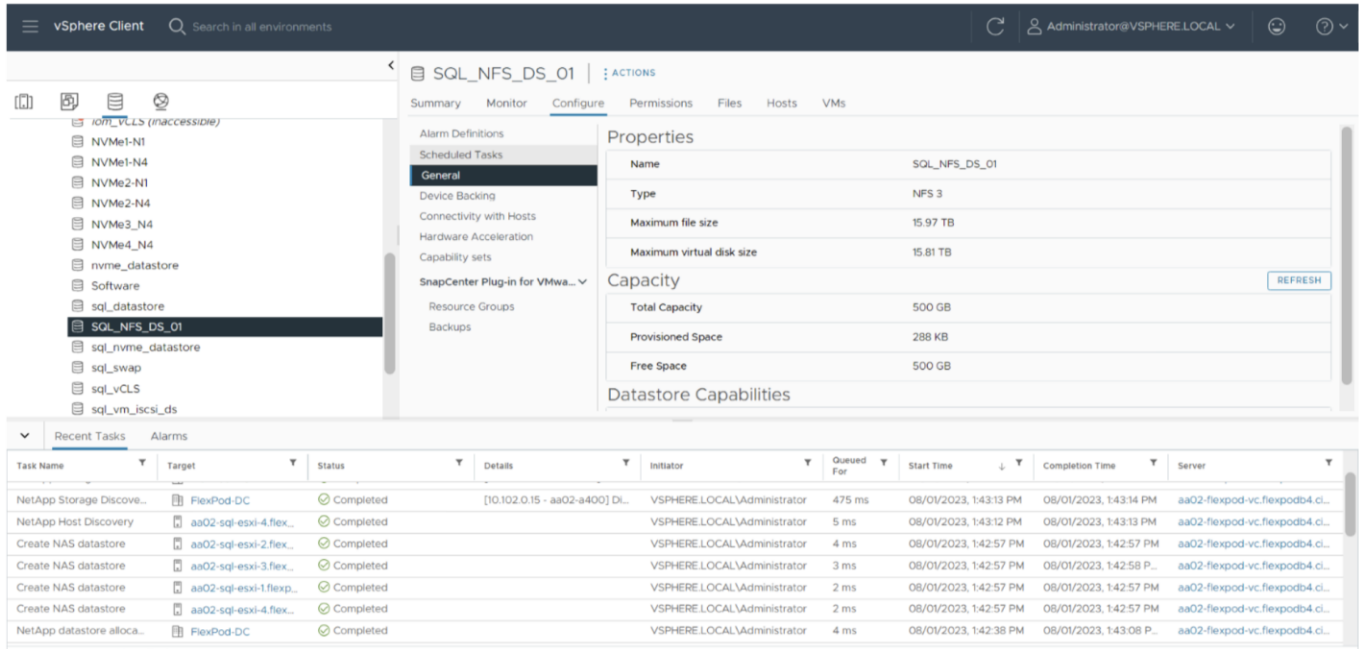 vSphere Client Search in all environments Administrator@VSPHERE.LOCAL
SQL_NFS_DS_01 ACTIONS
Summary Monitor Configure Permissions Files Hosts VMs
iom_vCLS (inaccessible)
NVMe1-N1
NVMe1-N4
NVMe2-N1
NVMe2-N4
NVMe3_N4
NVMe4_N4
nvme_datastore
Software
sql_datastore
SQL_NFS_DS_01
sql_nvme_datastore
sql_swap
sql_vCLS
sql_vm_iscsi_ds
Alarm Definitions
Scheduled Tasks
General
Device Backing
Connectivity with Hosts
Hardware Acceleration
Capability sets
SnapCenter Plug-in for VMwa...
Resource Groups
Backups
Properties
Name SQL_NFS_DS_01
Type NFS 3
Maximum file size 15.97 TB
Maximum virtual disk size 15.81 TB
Capacity REFRESH
Total Capacity 500 GB
Provisioned Space 288 KB
Free Space 500 GB
Datastore Capabilities
Recent Tasks Alarms
Task Name Target Status Details Initiator Queued For Start Time Completion Time Server
NetApp Storage Discove... FlexPod-DC Completed [10.102.0.15 - aa02-a400] Di... VSPHERE.LOCAL\Administrator 475 ms 08/01/2023, 1:43:13 PM 08/01/2023, 1:43:14 PM aa02-flexpod-vc.flexpodb4.ci...
NetApp Host Discovery aa02-sql-esxi-4.flex... Completed VSPHERE.LOCAL\Administrator 5 ms 08/01/2023, 1:43:12 PM 08/01/2023, 1:43:13 PM aa02-flexpod-vc.flexpodb4.ci...
Create NAS datastore aa02-sql-esxi-2.flex... Completed VSPHERE.LOCAL\Administrator 4 ms 08/01/2023, 1:42:57 PM 08/01/2023, 1:42:57 PM aa02-flexpod-vc.flexpodb4.ci...
Create NAS datastore aa02-sql-esxi-3.flex... Completed VSPHERE.LOCAL\Administrator 3 ms 08/01/2023, 1:42:57 PM 08/01/2023, 1:42:58 P... aa02-flexpod-vc.flexpodb4.ci...
Create NAS datastore aa02-sql-esxi-1.flexp... Completed VSPHERE.LOCAL\Administrator 2 ms 08/01/2023, 1:42:57 PM 08/01/2023, 1:42:57 PM aa02-flexpod-vc.flexpodb4.ci...
Create NAS datastore aa02-sql-esxi-4.flex... Completed VSPHERE.LOCAL\Administrator 2 ms 08/01/2023, 1:42:57 PM 08/01/2023, 1:42:57 PM aa02-flexpod-vc.flexpodb4.ci...
NetApp datastore alloca... FlexPod-DC Completed VSPHERE.LOCAL\Administrator 4 ms 08/01/2023, 1:42:38 PM 08/01/2023, 1:43:08 P... aa02-flexpod-vc.flexpodb4.ci...